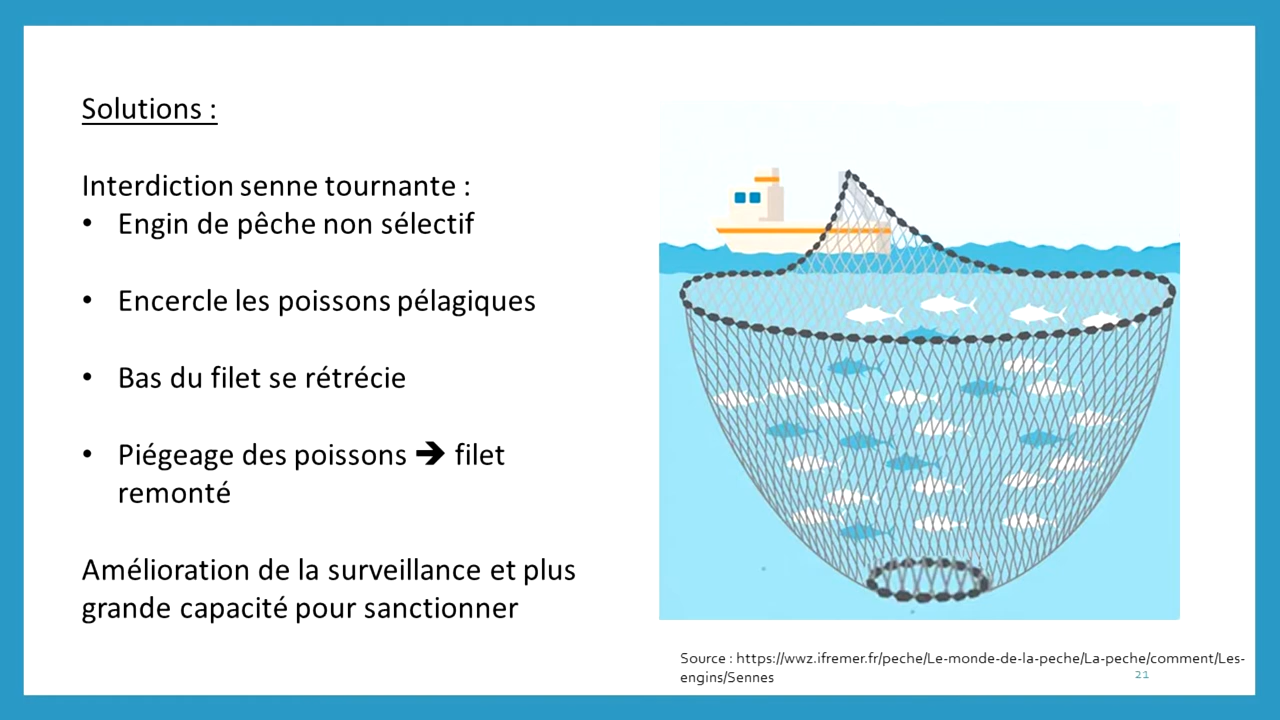 Solutions :
Interdiction senne tournante :
• Engin de pêche non sélectif
• Encercle les poissons pélagiques
• Bas du filet se rétrécie
• Piégeage des poissons ➔ filet
remonté
Amélioration de la surveillance et plus
grande capacité pour sanctionner
Source : https://wwz.ifremer.fr/peche/Le-monde-de-la-peche/La-peche/comment/Les-
engins/Sennes
21